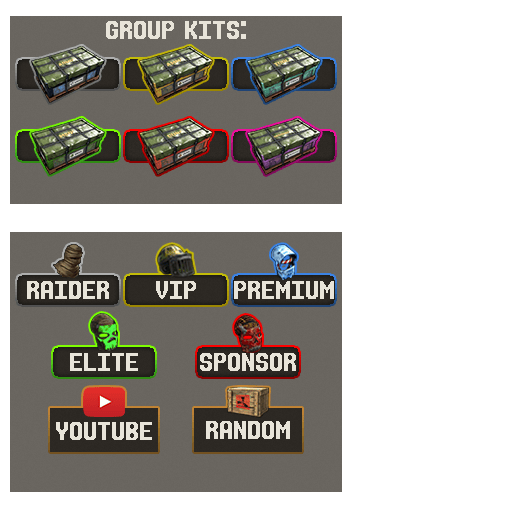 GROUP KITS:
RAIDER VIP PREMIUM
ELITE SPONSOR
YOUTUBE RANDOM